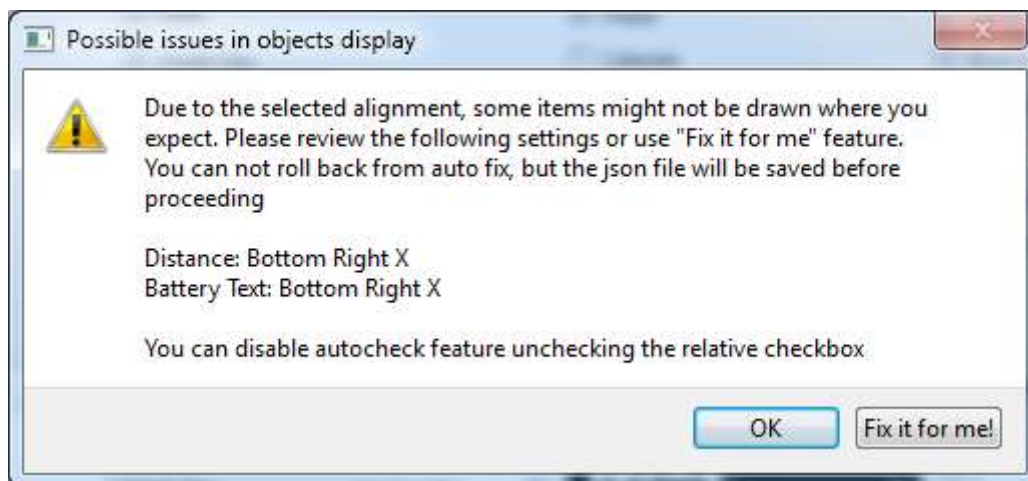 Possible issues in objects display
Due to the selected alignment, some items might not be drawn where you
expect. Please review the following settings or use "Fix it for me" feature.
You can not roll back from auto fix, but the json file will be saved before
proceeding
Distance: Bottom Right X
Battery Text: Bottom Right X
You can disable autocheck feature unchecking the relative checkbox
OK
Fix it for me!